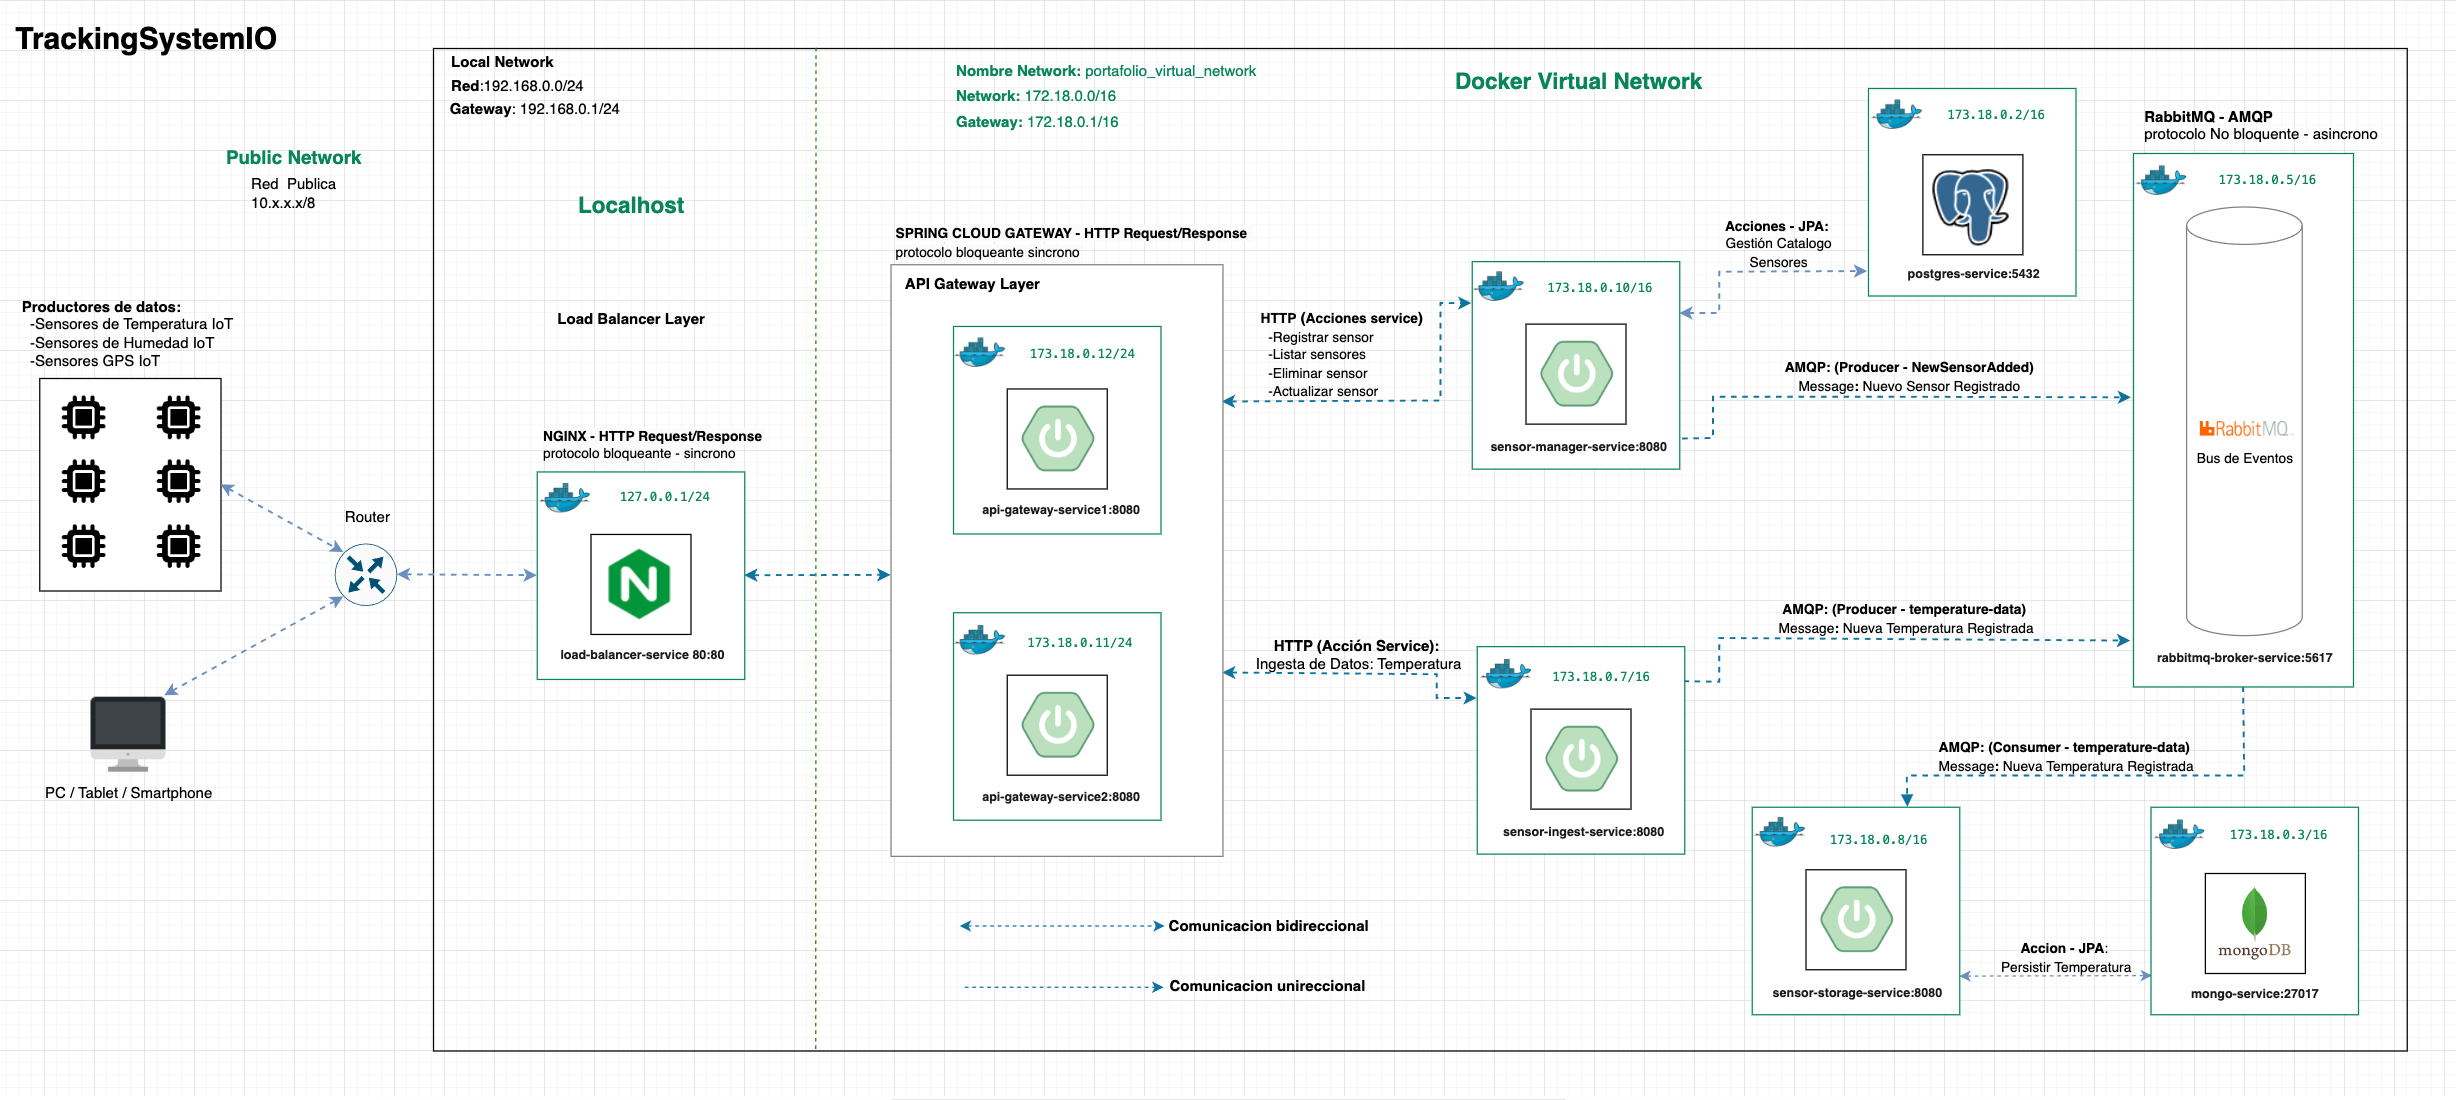 TrackingSystemIO
Local Network
Red:192.168.0.0/24
Gateway: 192.168.0.1/24
Nombre Network: portafolio_virtual_network
Network: 172.18.0.0/16
Gateway: 172.18.0.1/16
Docker Virtual Network
Public Network
Red Publica
10.x.x.x/8
Localhost
Load Balancer Layer
Productores de datos:
-Sensores de Temperatura IoT
-Sensores de Humedad IoT
-Sensores GPS IoT
Router
PC / Tablet / Smartphone
NGINX - HTTP Request/Response
protocolo bloqueante - sincrono
127.0.0.1/24
load-balancer-service 80:80
SPRING CLOUD GATEWAY - HTTP Request/Response
protocolo bloqueante sincrono
API Gateway Layer
173.18.0.12/24
api-gateway-service1:8080
173.18.0.11/24
api-gateway-service2:8080
HTTP (Acciones service)
-Registrar sensor
-Listar sensores
-Eliminar sensor
-Actualizar sensor
HTTP (Acción Service):
Ingesta de Datos: Temperatura
173.18.0.10/16
sensor-manager-service:8080
173.18.0.7/16
sensor-ingest-service:8080
Acciones - JPA:
Gestión Catalogo
Sensores
173.18.0.2/16
postgres-service:5432
AMQP: (Producer - NewSensorAdded)
Message: Nuevo Sensor Registrado
AMQP: (Producer - temperature-data)
Message: Nueva Temperatura Registrada
RabbitMQ - AMQP
protocolo No bloquente - asincrono
173.18.0.5/16
RabbitMQ
Bus de Eventos
rabbitmq-broker-service:5617
AMQP: (Consumer - temperature-data)
Message: Nueva Temperatura Registrada
173.18.0.8/16
sensor-storage-service:8080
Accion - JPA:
Persistir Temperatura
173.18.0.3/16
mongoDB
mongo-service:27017
Comunicacion bidireccional
Comunicacion unireccional